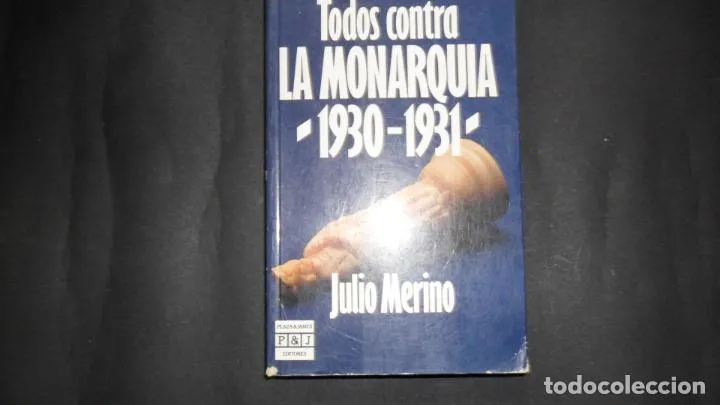 Todos contra
LA MONARQUIA
-1930-1931-
Julio Merino
PLAZA & JANES
P & J
EDITORES
todocoleccion